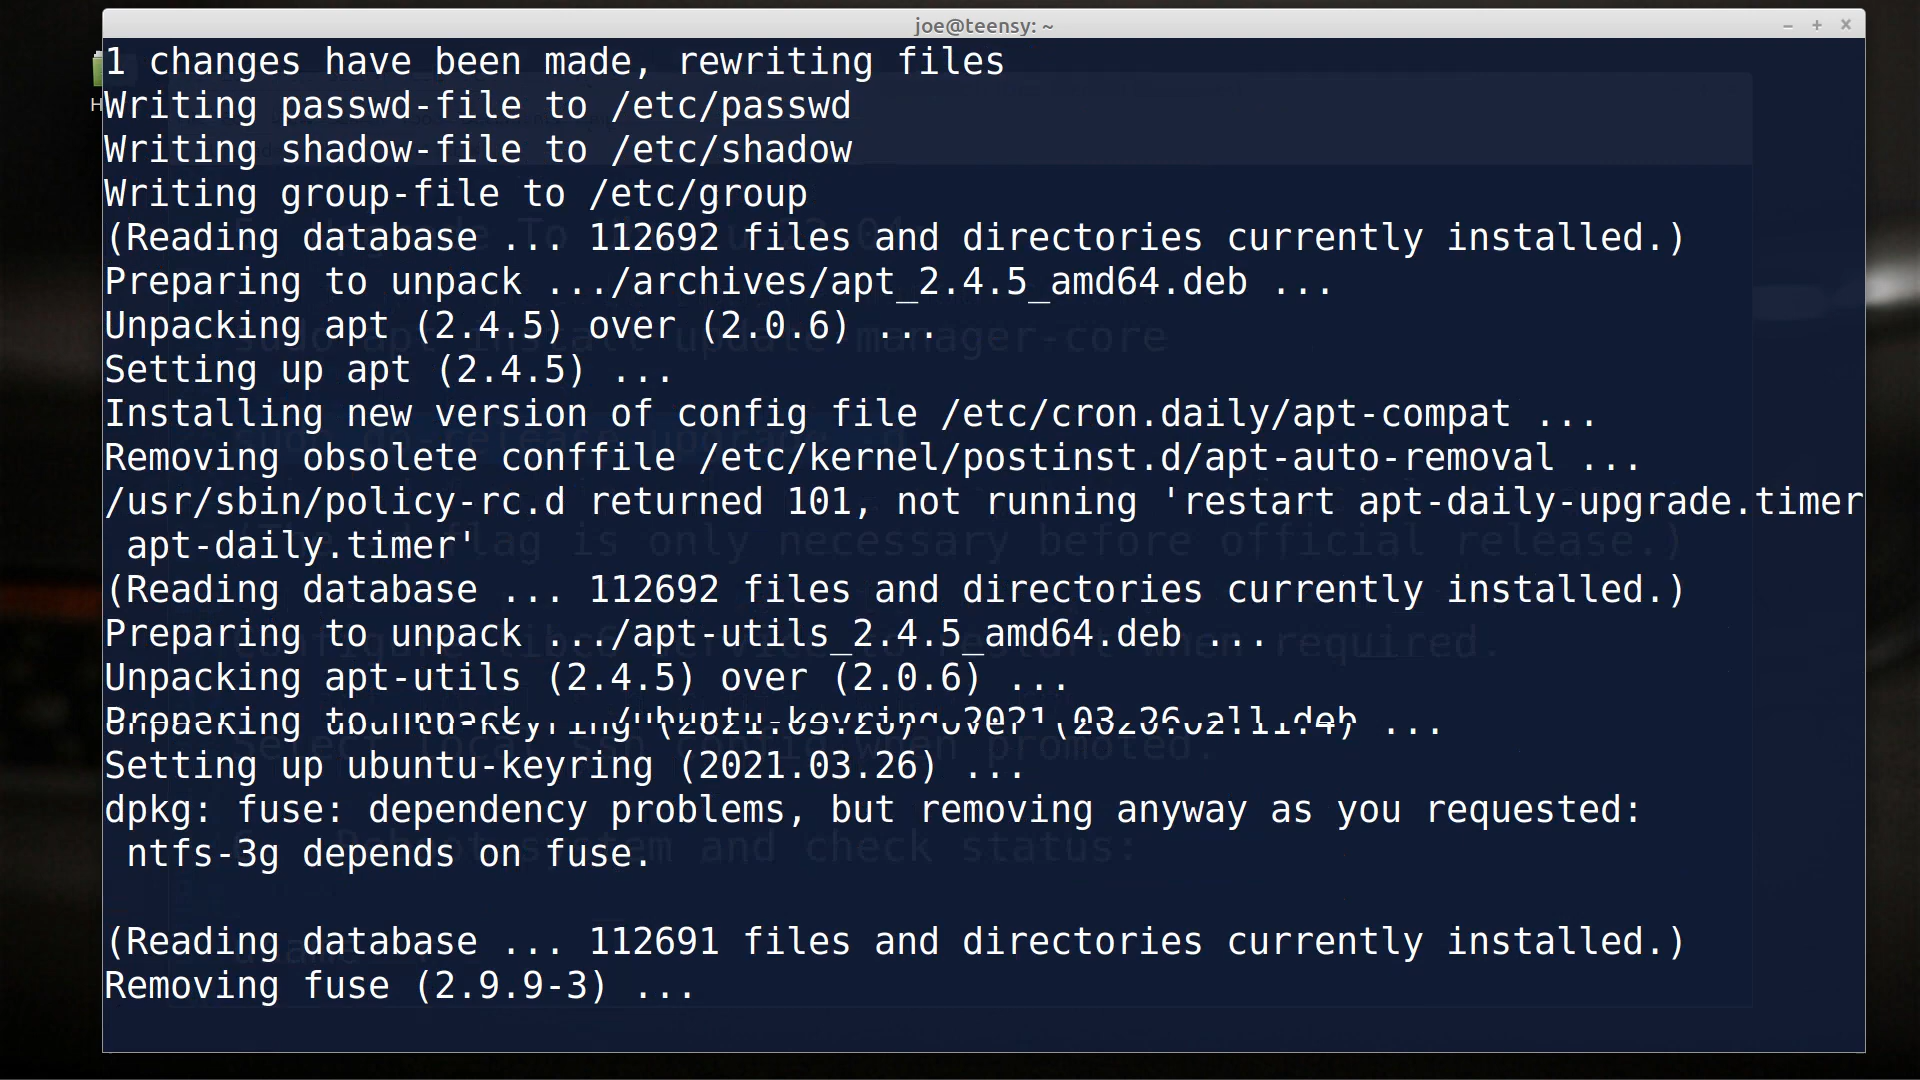 joe@teensy: ~
1 changes have been made, rewriting files
Writing passwd-file to /etc/passwd
Writing shadow-file to /etc/shadow
Writing group-file to /etc/group
(Reading database ... 112692 files and directories currently installed.)
Preparing to unpack .../archives/apt_2.4.5_amd64.deb ...
Unpacking apt (2.4.5) over (2.0.6) ...
Setting up apt (2.4.5) ...
Installing new version of config file /etc/cron.daily/apt-compat ...
Removing obsolete conffile /etc/kernel/postinst.d/apt-auto-removal ...
/usr/sbin/policy-rc.d returned 101, not running 'restart apt-daily-upgrade.timer
apt-daily.timer'
(Reading database ... 112692 files and directories currently installed.)
Preparing to unpack .../apt-utils_2.4.5_amd64.deb ...
Unpacking apt-utils (2.4.5) over (2.0.6) ...
Setting up ubuntu-keyring (2021.03.26) ...
dpkg: fuse: dependency problems, but removing anyway as you requested:
ntfs-3g depends on fuse.
(Reading database ... 112691 files and directories currently installed.)
Removing fuse (2.9.9-3) ...